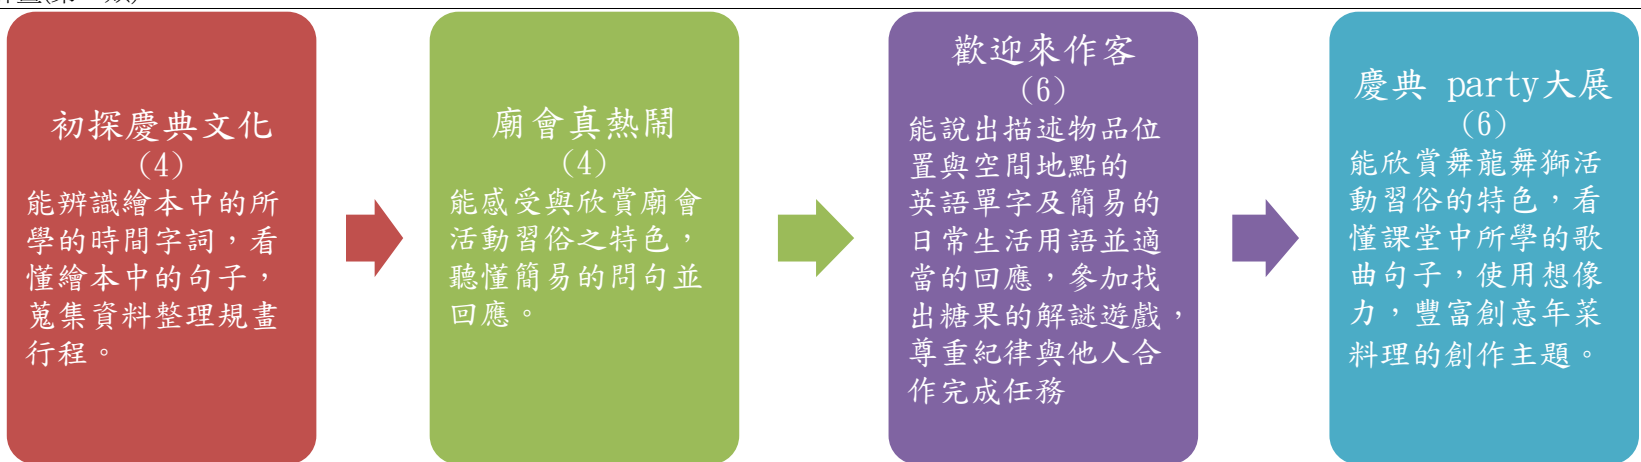 初探慶典文化
(4)
能辨識繪本中的所
學的時間字詞，看
懂繪本中的句子，
蒐集資料整理規畫
行程。
廟會真熱鬧
(4)
能感受與欣賞廟會
活動習俗之特色，
聽懂簡易的問句並
回應。
歡迎來作客
(6)
能說出描述物品位
置與空間地點的
英語單字及簡易的
日常生活用語並適
當的回應，參加找
出糖果的解謎遊戲，
尊重紀律與他人合
作完成任務
慶典 party大展
(6)
能欣賞舞龍舞獅活
動習俗的特色，看
懂課堂中所學的歌
曲句子，使用想像
力，豐富創意年菜
料理的創作主題。